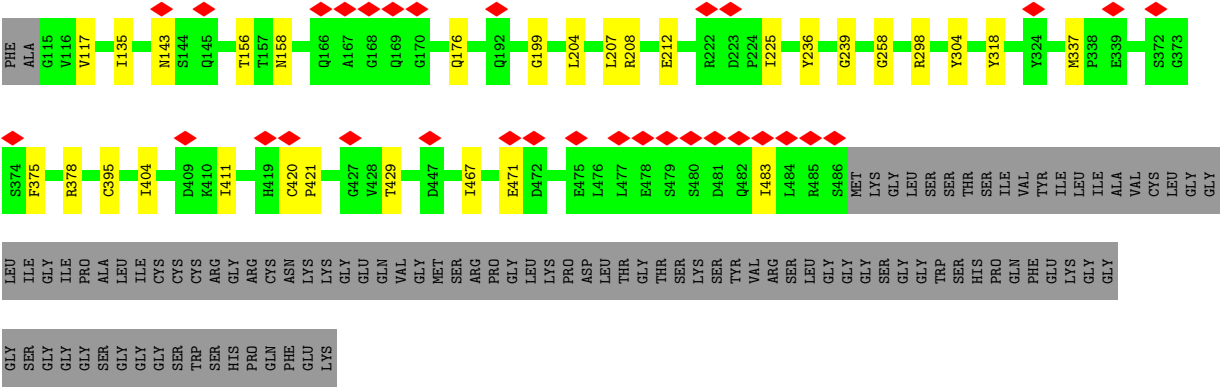 PHE ALA G115 V116 V117 I135 N143 S144 Q145 T156 T157 N158 Q166 A167 G168 Q169 G170 Q176 Q192 G199 L204 L207 R208 E212 R222 D223 P224 I225 Y236 G239 G258 R298 Y304 Y318 Y324 M337 P338 E339 S372 G373
S374 F375 R378 C395 I404 D409 K410 I411 H419 C420 P421 G427 V428 T429 D447 I467 E471 D472 E475 L476 L477 E478 S479 S480 D481 Q482 I483 L484 R485 S486 MET LYS GLY LEU SER SER THR SER ILE VAL TYR ILE LEU ILE ALA VAL CYS LEU GLY GLY
LEU ILE GLY ILE PRO ALA LEU ILE CYS CYS CYS ARG GLY ARG CYS ASN LYS LYS GLY GLU GLN VAL GLY MET SER ARG PRO GLY LEU LYS PRO ASP LEU THR GLY THR SER LYS SER TYR VAL ARG SER LEU GLY GLY GLY SER GLY GLY TRP SER HIS PRO GLN PHE GLU LYS GLY GLY
GLY SER GLY GLY GLY SER GLY GLY GLY SER TRP SER HIS PRO GLN PHE GLU LYS